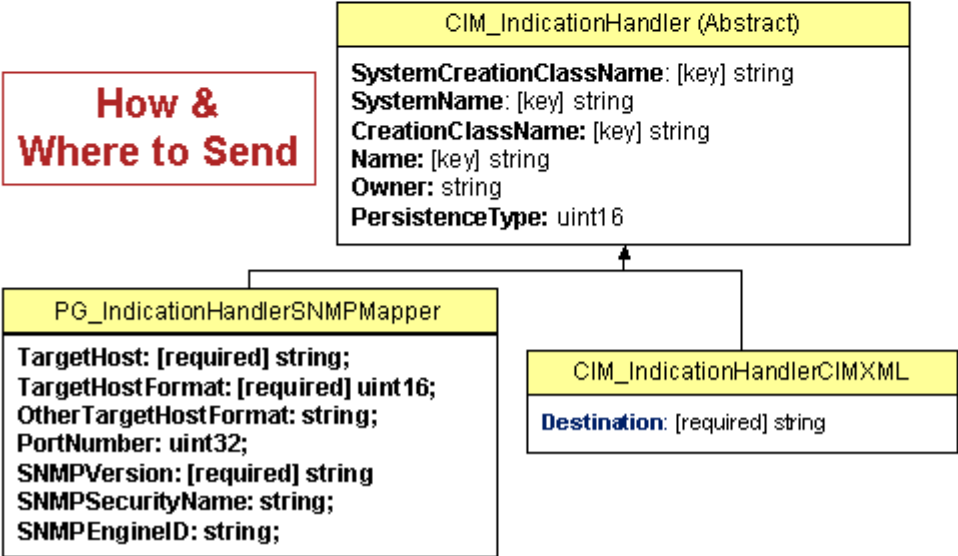 CIM_IndicationHandler (Abstract)
SystemCreationClassName: [key] string
SystemName: [key] string
CreationClassName: [key] string
Name: [key] string
Owner: string
PersistenceType: uint16
How &
Where to Send
PG_IndicationHandlerSNMPMapper
TargetHost: [required] string;
TargetHostFormat: [required] uint16;
OtherTargetHostFormat: string;
PortNumber: uint32;
SNMPVersion: [required] string
SNMPSecurityName: string;
SNMPEngineID: string;
CIM_IndicationHandlerCIMXML
Destination: [required] string